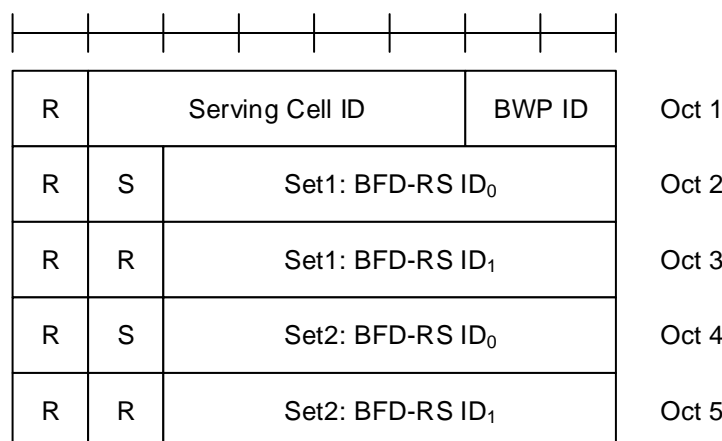 R Serving Cell ID BWP ID Oct 1
R S Set1: BFD-RS ID₀ Oct 2
R R Set1: BFD-RS ID₁ Oct 3
R S Set2: BFD-RS ID₀ Oct 4
R R Set2: BFD-RS ID₁ Oct 5